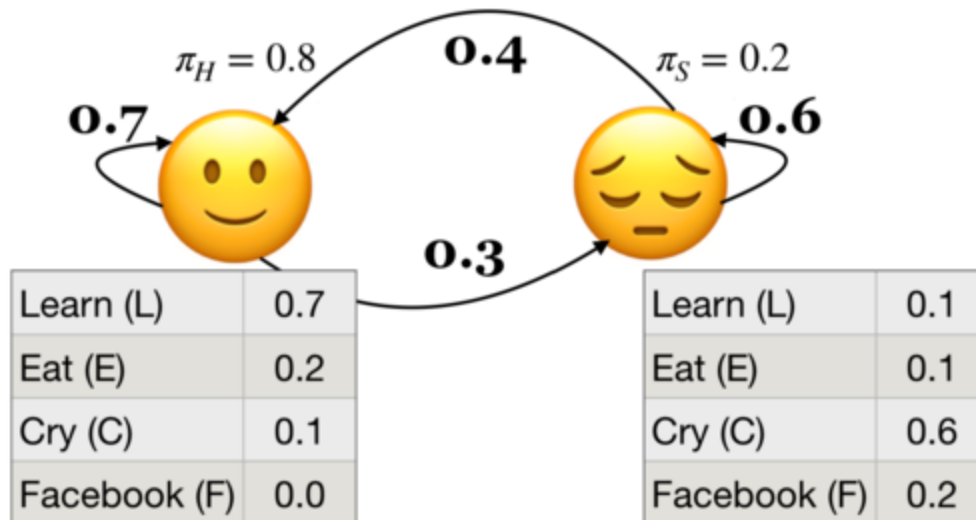 0.4
π_H = 0.8
π_S = 0.2
0.7
0.6
0.3
Learn (L) 0.7
Eat (E) 0.2
Cry (C) 0.1
Facebook (F) 0.0
Learn (L) 0.1
Eat (E) 0.1
Cry (C) 0.6
Facebook (F) 0.2